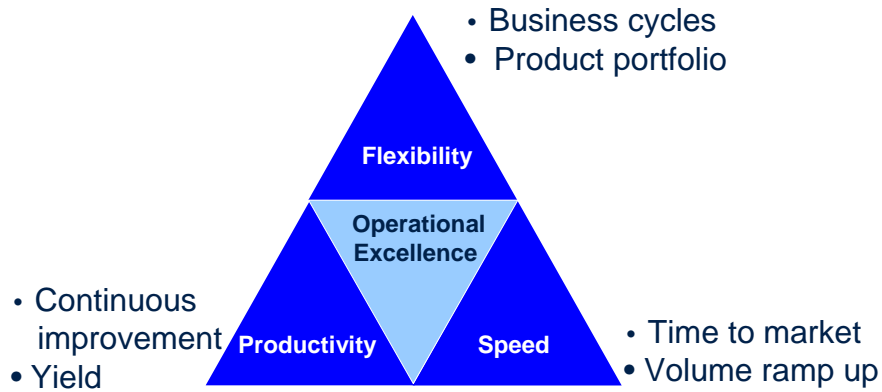 • Business cycles
• Product portfolio
Flexibility
Operational
Excellence
• Continuous
improvement
• Yield
Productivity
Speed
• Time to market
• Volume ramp up